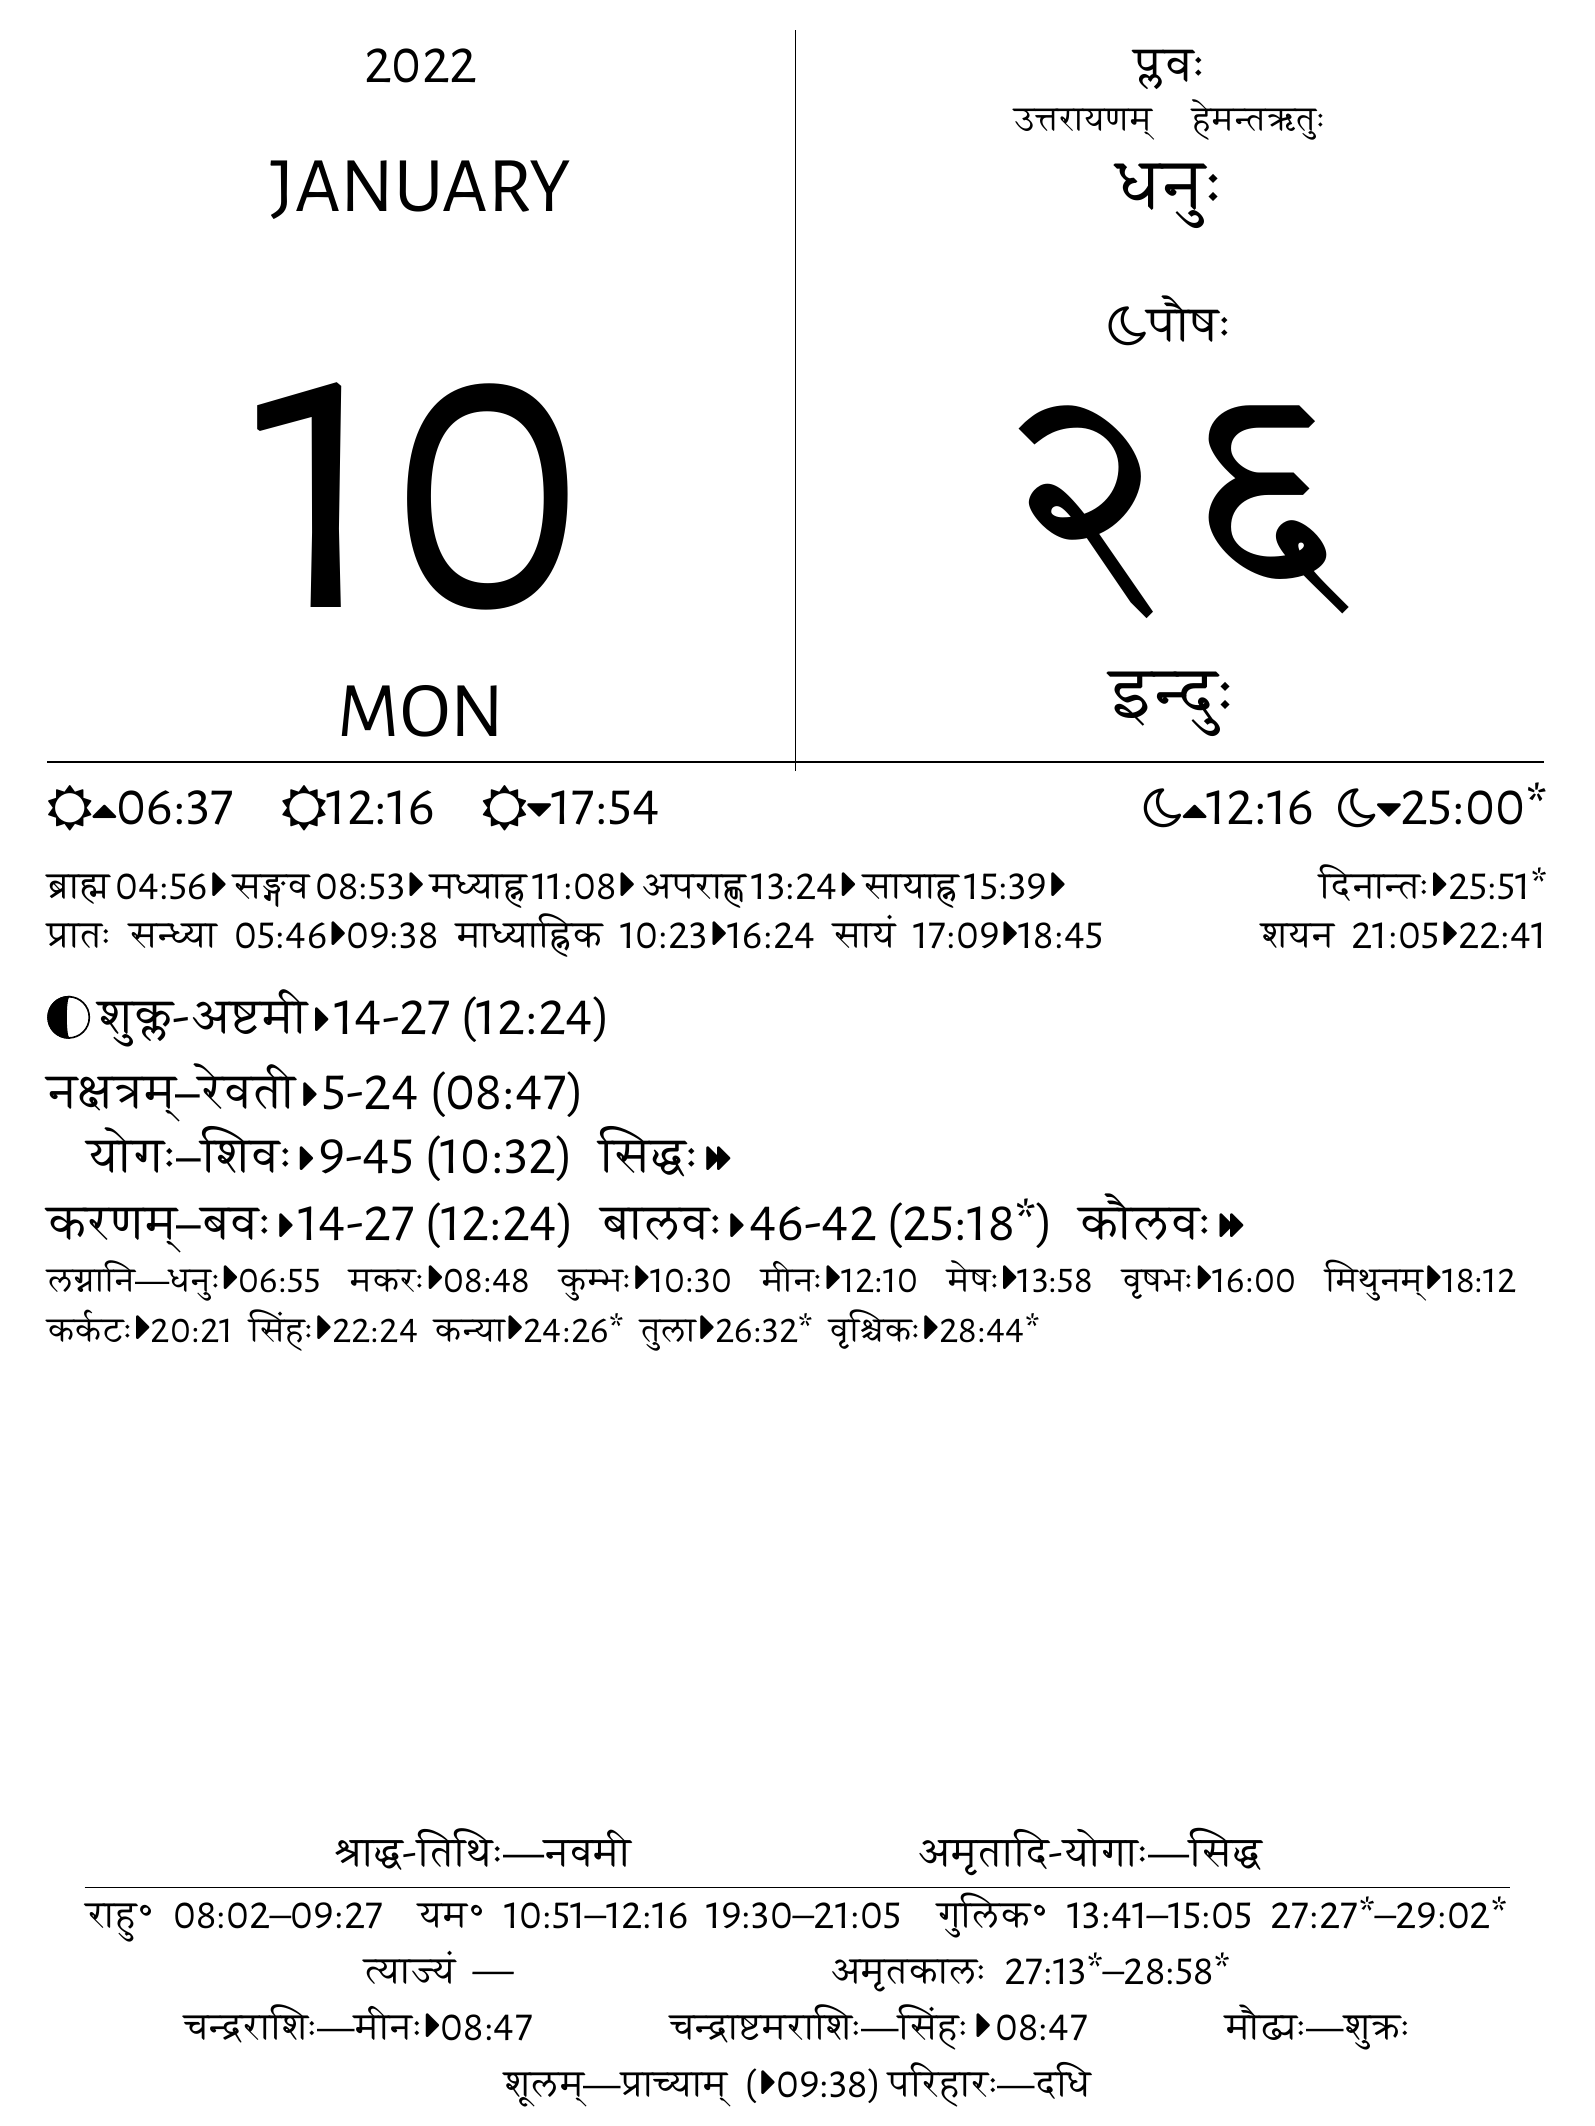 2022
JANUARY
10
MON
प्लवः
उत्तरायणम् हेमन्तऋतुः
धनुः
पौषः
२६
इन्दुः
06:37 12:16 17:54 12:16 25:00*
ब्राह्म 04:56 सङ्गव 08:53 मध्याह्न 11:08 अपराह्ण 13:24 सायाह्न 15:39 दिनान्तः 25:51*
प्रातः सन्ध्या 05:46 09:38 माध्याह्निक 10:23 16:24 सायं 17:09 18:45 शयन 21:05 22:41
शुक्ल-अष्टमी 14-27 (12:24)
नक्षत्रम्–रेवती 5-24 (08:47)
योगः–शिवः 9-45 (10:32) सिद्धः
करणम्–बवः 14-27 (12:24) बालवः 46-42 (25:18*) कौलवः
लग्नानि—धनुः 06:55 मकरः 08:48 कुम्भः 10:30 मीनः 12:10 मेषः 13:58 वृषभः 16:00 मिथुनम् 18:12
कर्कटः 20:21 सिंहः 22:24 कन्या 24:26* तुला 26:32* वृश्चिकः 28:44*
श्राद्ध-तिथिः—नवमी अमृतादि-योगाः—सिद्ध
राहु° 08:02–09:27 यम° 10:51–12:16 19:30–21:05 गुलिक° 13:41–15:05 27:27*–29:02*
त्याज्यं — अमृतकालः 27:13*–28:58*
चन्द्रराशिः—मीनः 08:47 चन्द्राष्टमराशिः—सिंहः 08:47 मौढ्यः—शुक्रः
शूलम्—प्राच्याम् ( 09:38) परिहारः—दधि